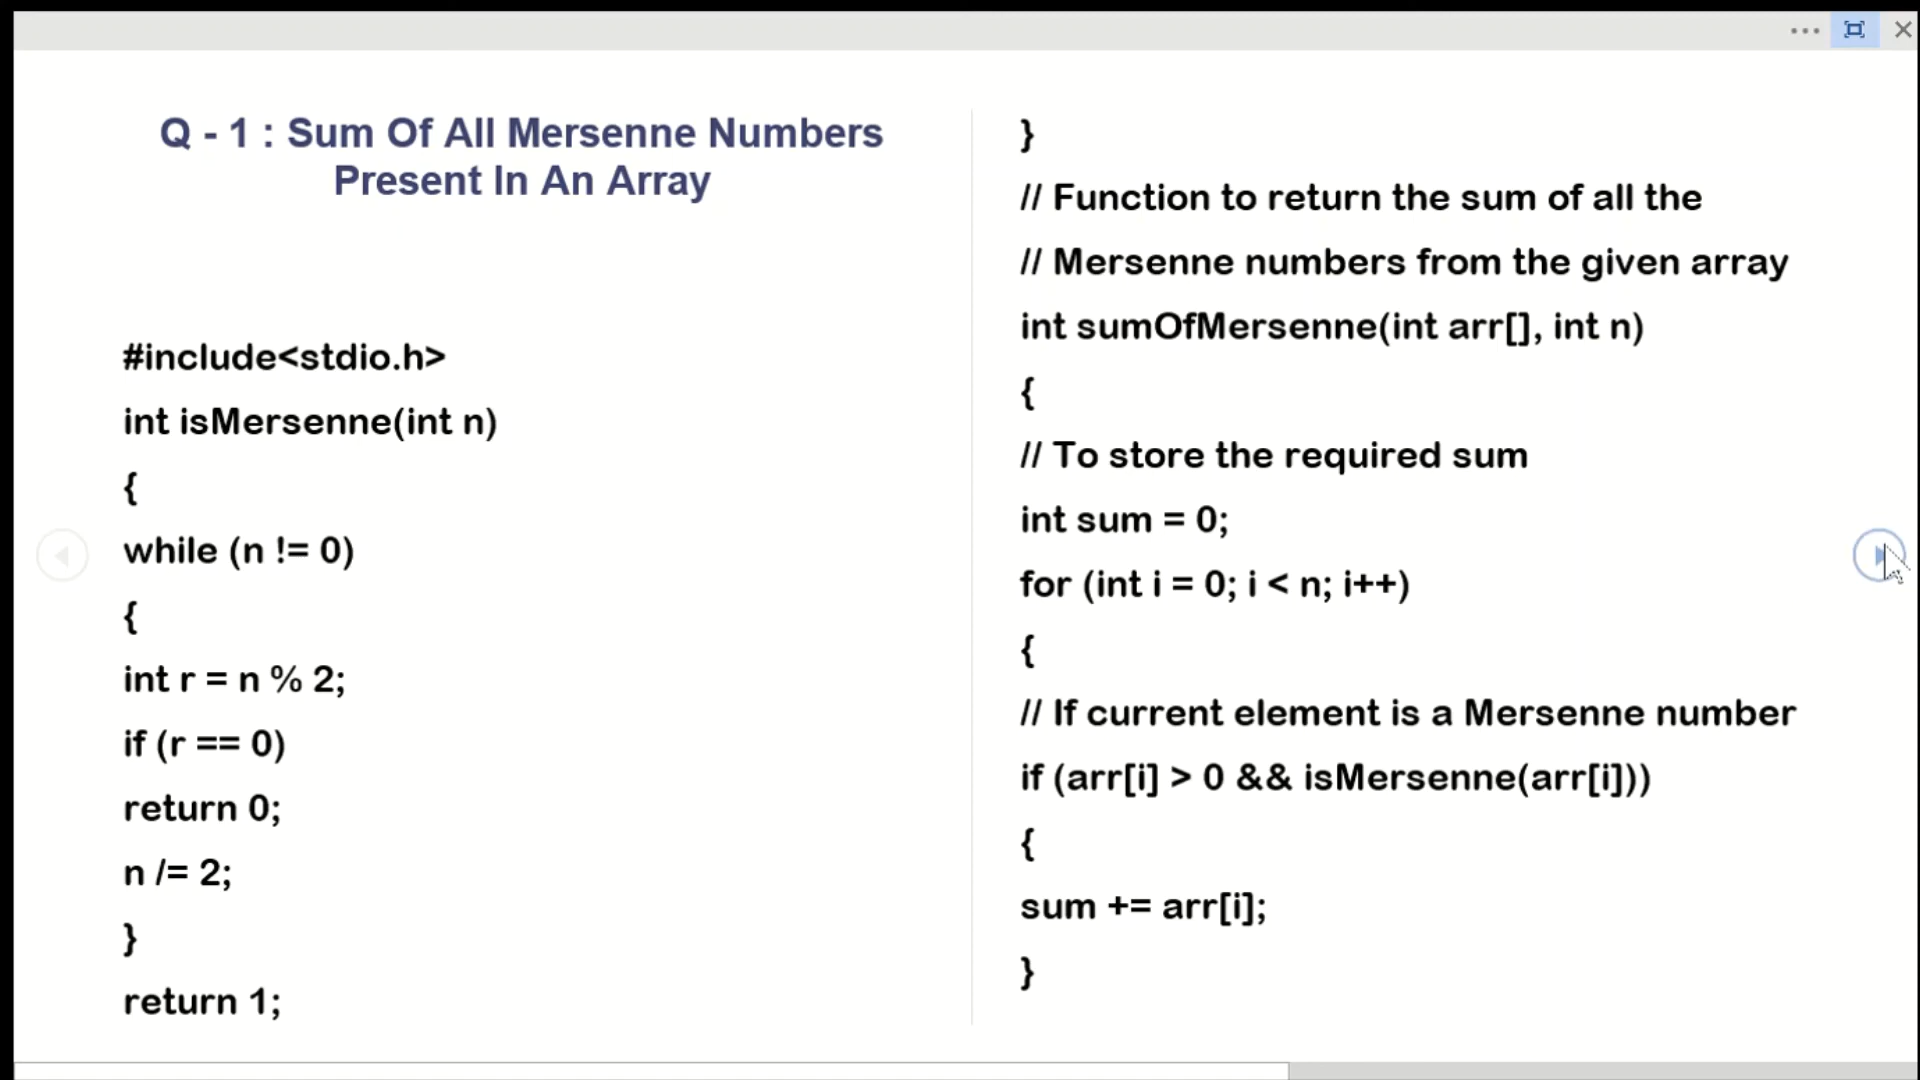 Q - 1 : Sum Of All Mersenne Numbers
Present In An Array
#include<stdio.h>
int isMersenne(int n)
{
while (n != 0)
{
int r = n % 2;
if (r == 0)
return 0;
n /= 2;
}
return 1;
}
// Function to return the sum of all the
// Mersenne numbers from the given array
int sumOfMersenne(int arr[], int n)
{
// To store the required sum
int sum = 0;
for (int i = 0; i < n; i++)
{
// If current element is a Mersenne number
if (arr[i] > 0 && isMersenne(arr[i]))
{
sum += arr[i];
}